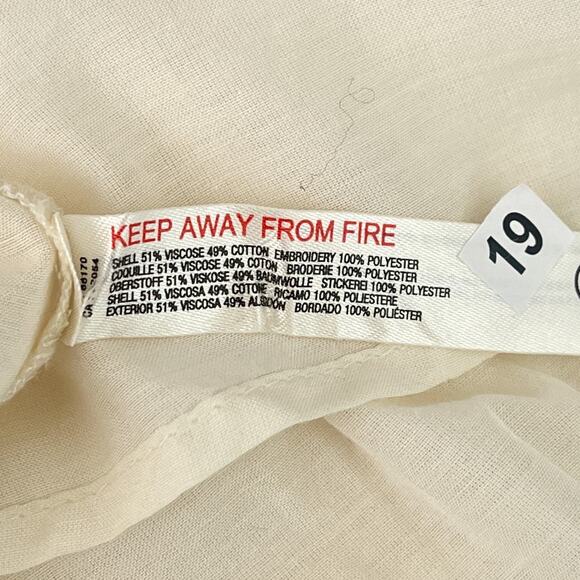 KEEP AWAY FROM FIRE
SHELL 51% VISCOSE 49% COTTON EMBROIDERY 100% POLYESTER
COQUILLE 51% VISCOSE 49% COTON BRODERIE 100% POLYESTER
OBERSTOFF 51% VISKOSE 49% BAUMWOLLE STICKEREI 100% POLYESTER
SHELL 51% VISCOSA 49% COTONE RICAMO 100% POLIESTERE
EXTERIOR 51% VISCOSA 49% ALGODÓN BORDADO 100% POLIÉSTER
19